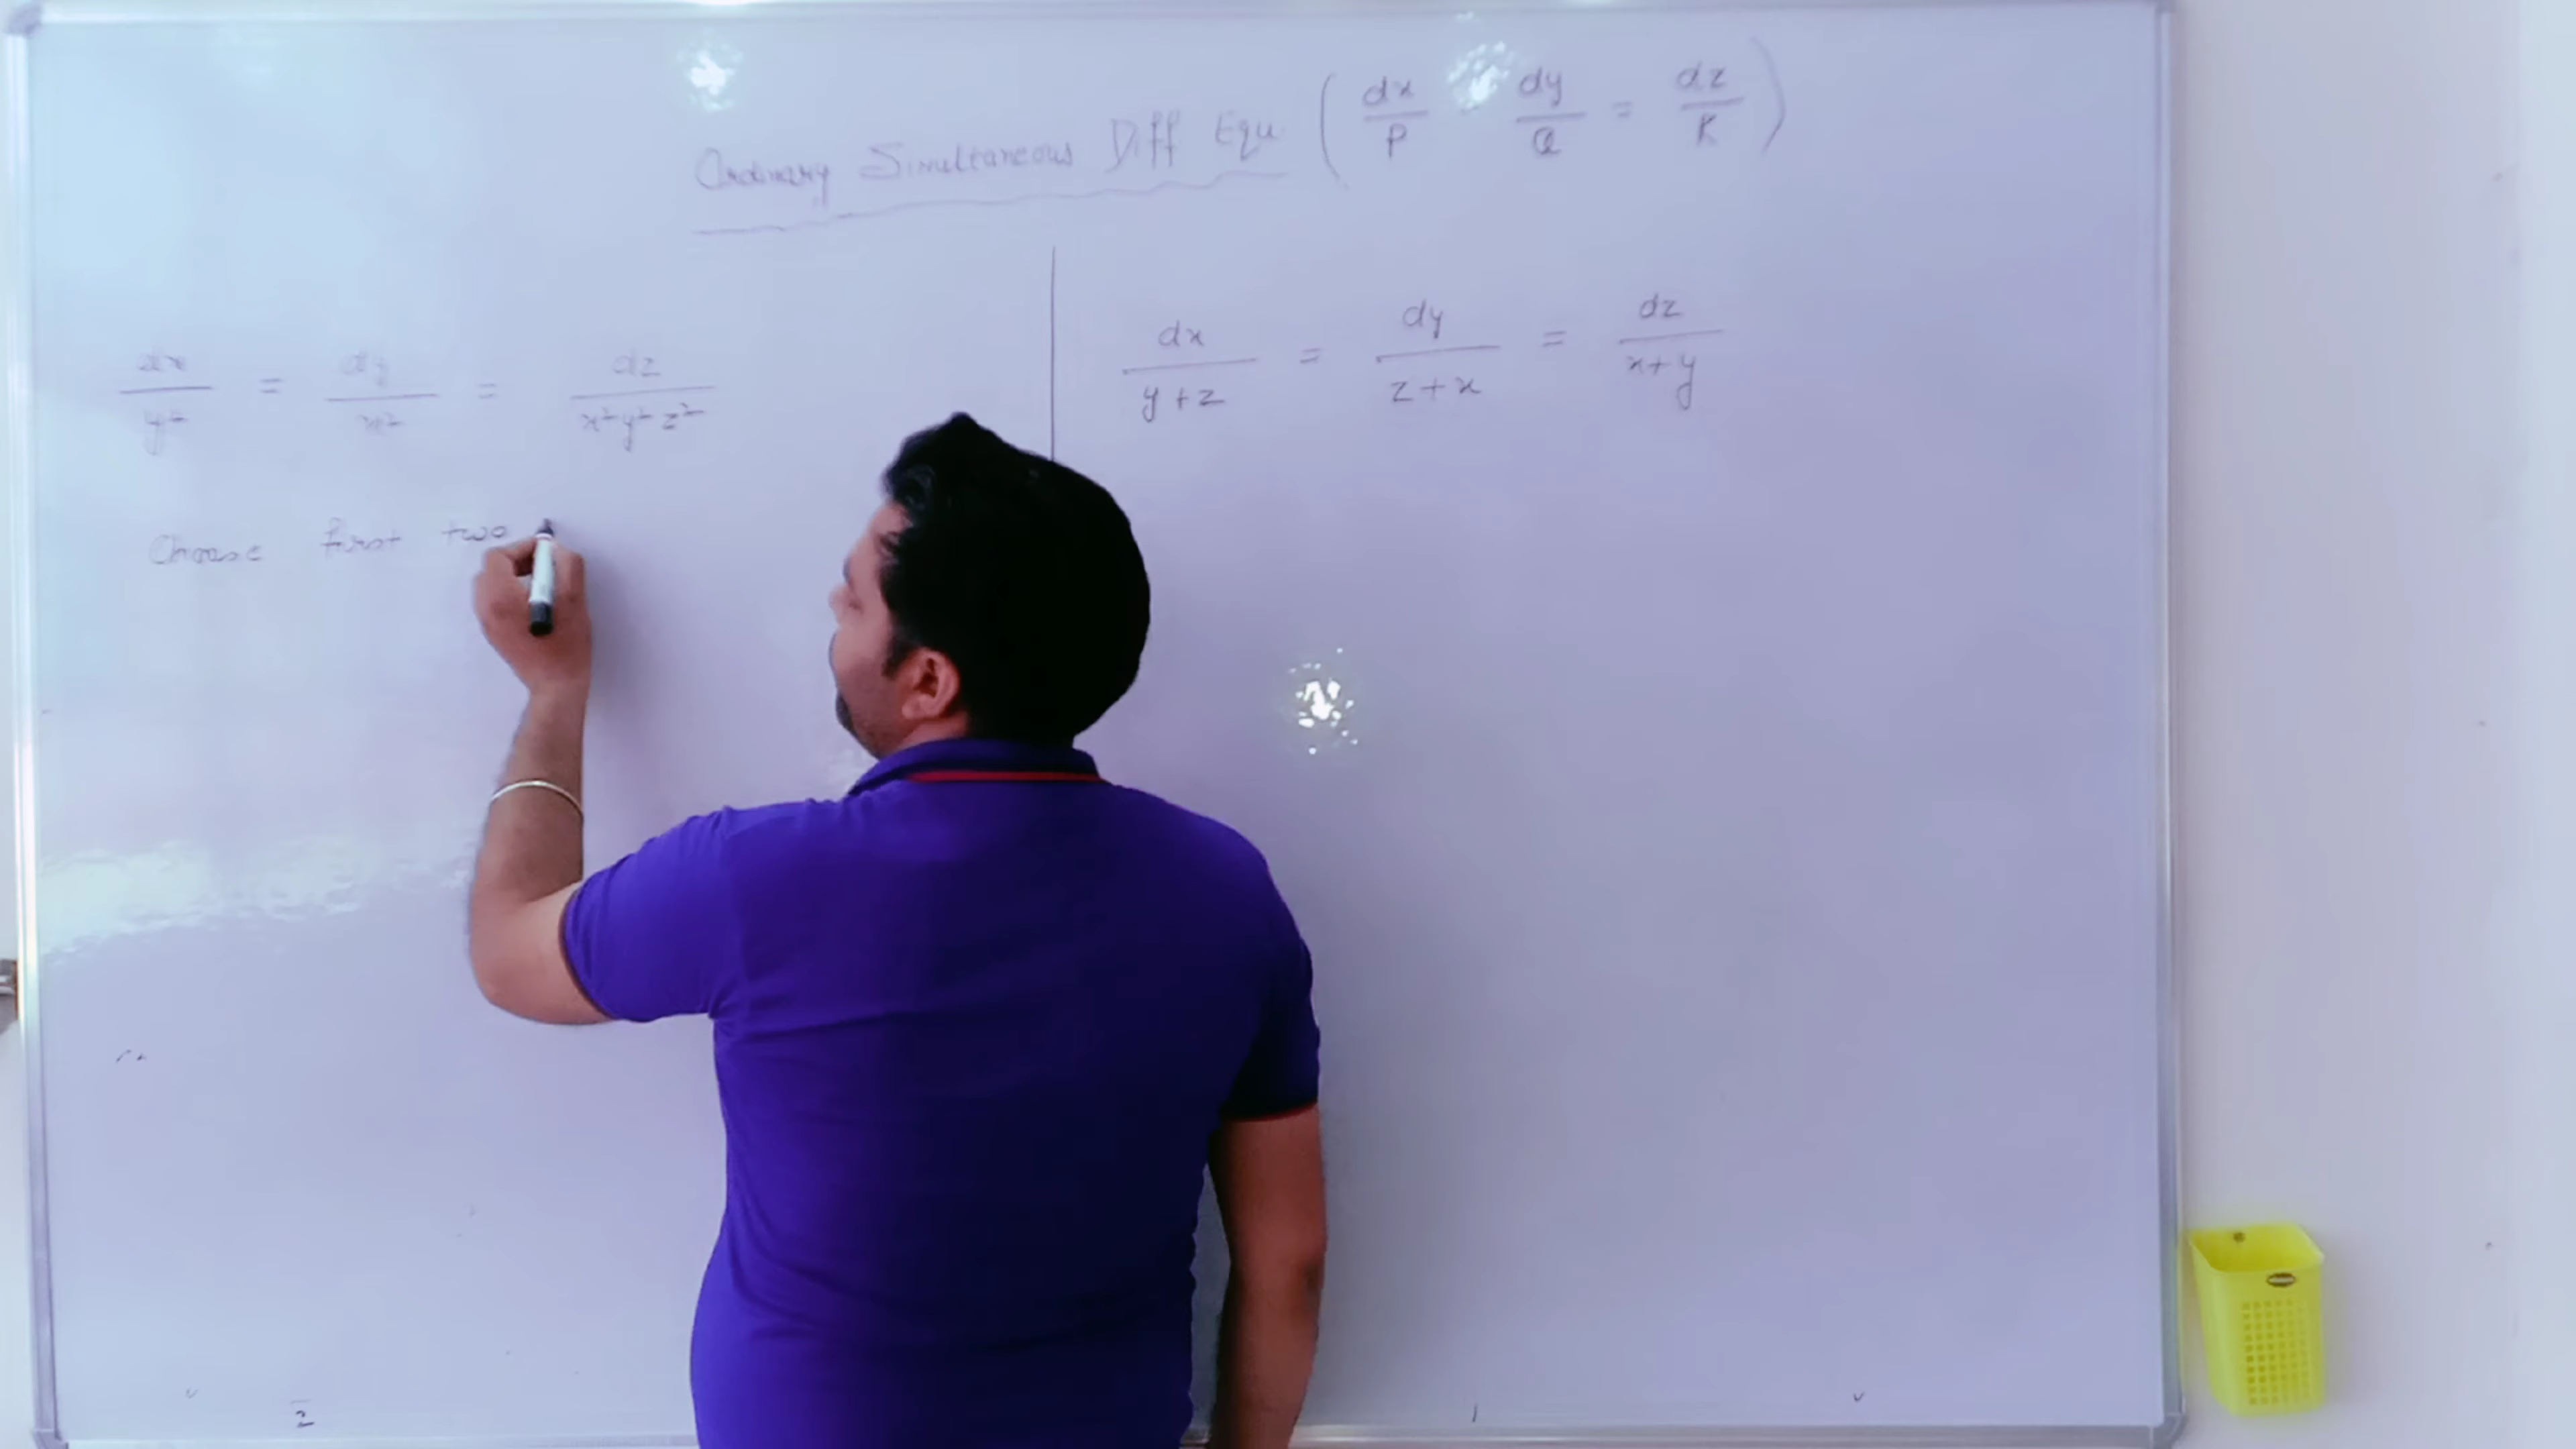 Ordinary Simultaneous Diff Equ ( dx/P = dy/Q = dz/R )
dx/y² = dy/x² = dz/x²y²z²
Choose first two
dx/y+z = dy/z+x = dz/x+y
2